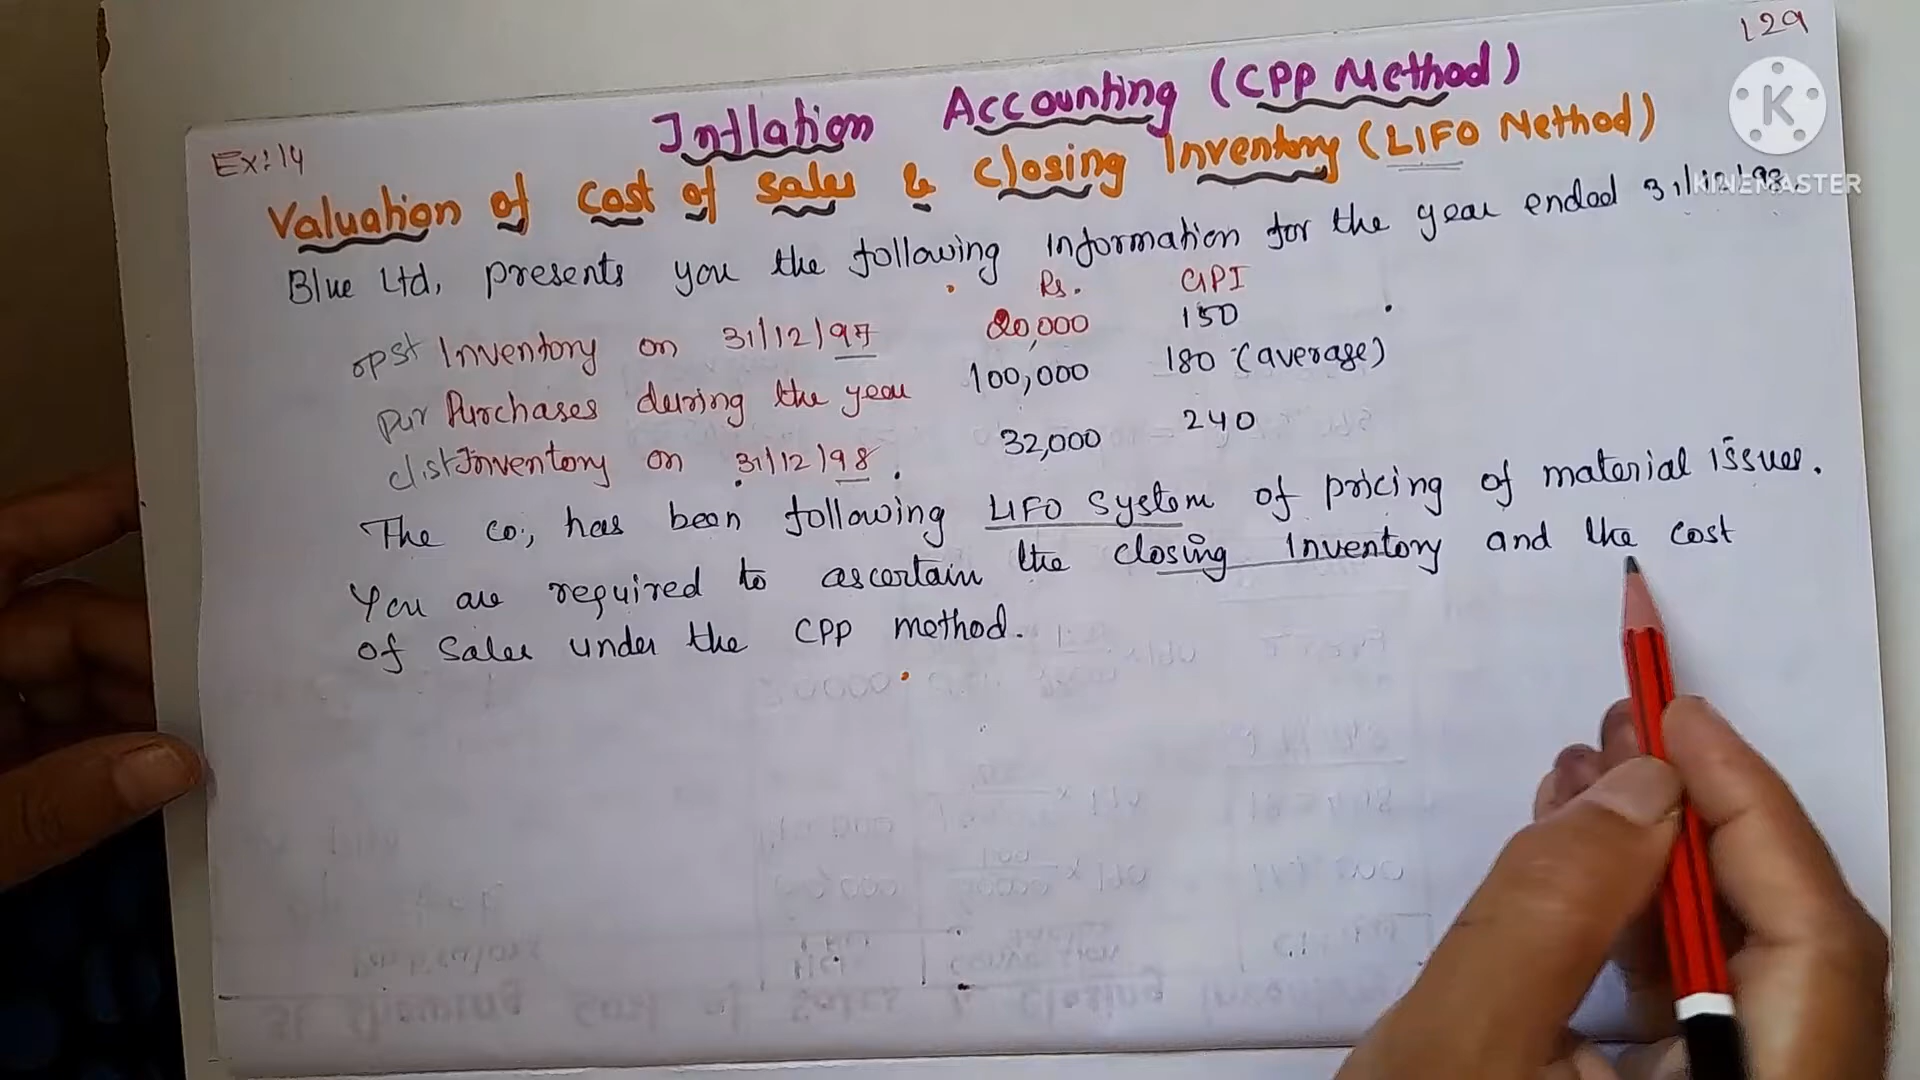 129
Inflation Accounting (CPP Method)
Ex:14
Valuation of Cost of Sales & Closing Inventory (LIFO Method)
K
KINEMASTER
Blue Ltd, presents you the following information for the year ended 31/12/98.
Rs. GPI
opst Inventory on 31/12/97 20,000 150
pur Purchases during the year 100,000 180 (average)
clst Inventory on 31/12/98. 32,000 240
The co; has been following LIFO System of pricing of material issues.
You are required to ascertain the closing Inventory and the cost
of sales under the CPP method.